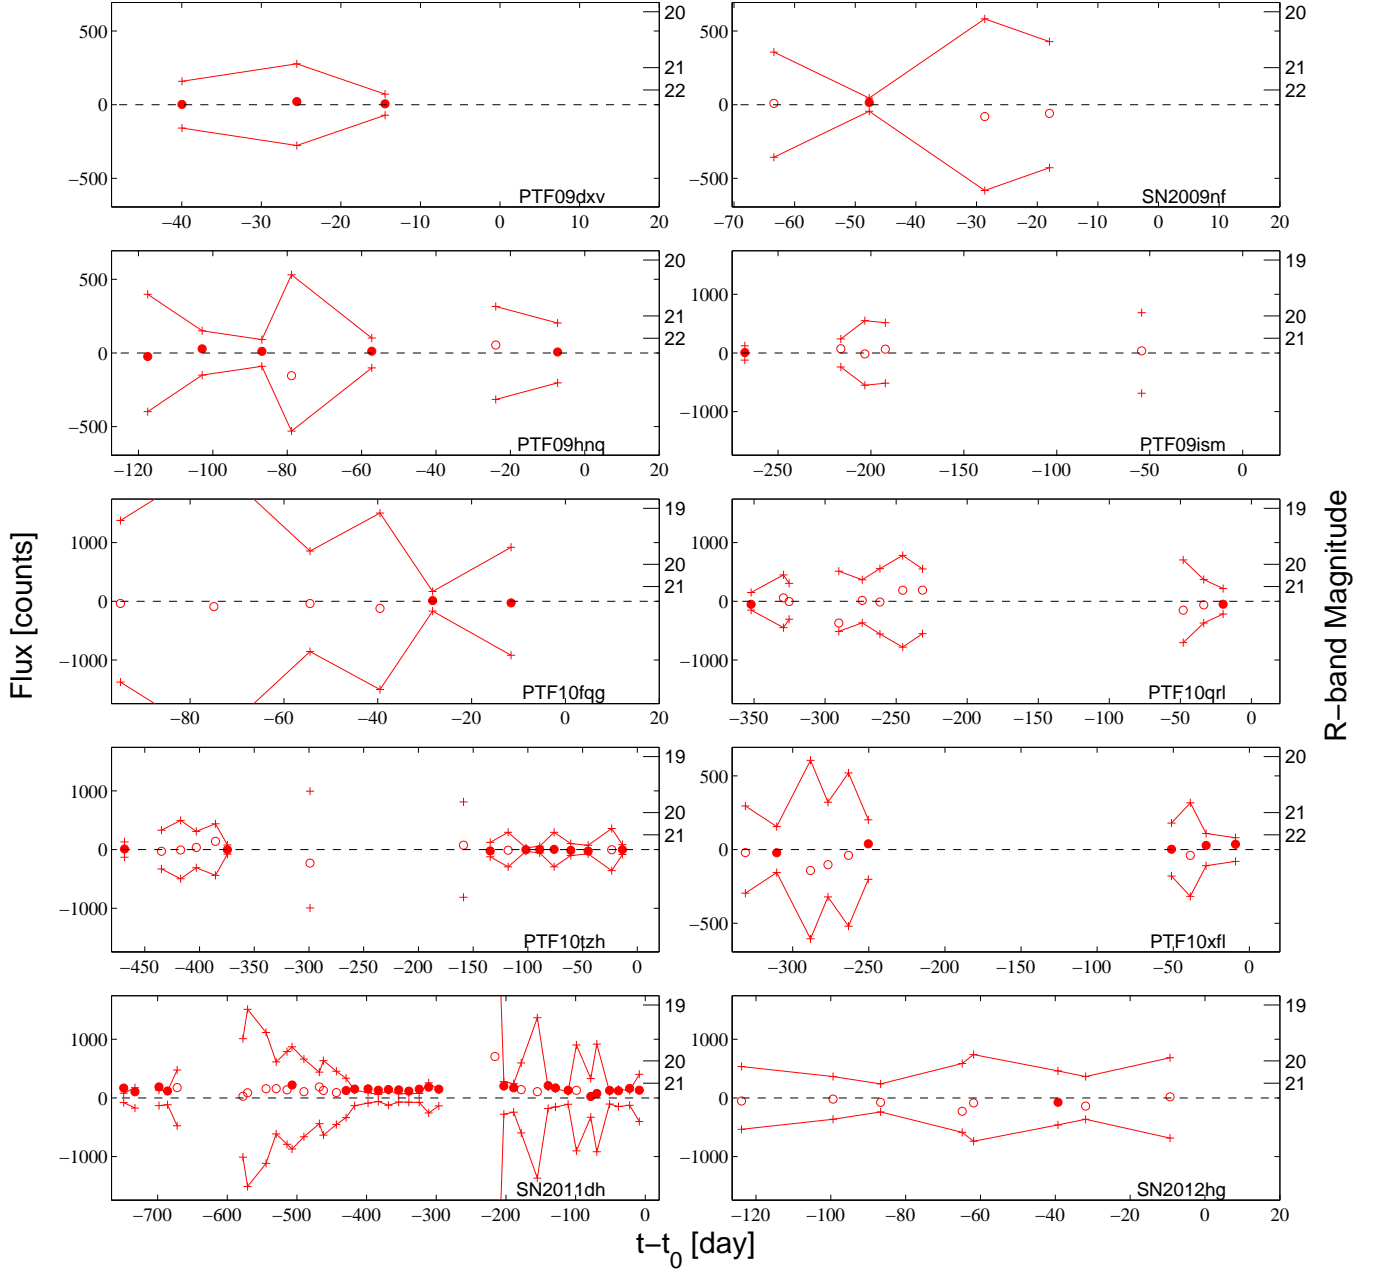 500 20 500 20
21 21
22 22
0 0
−500 −500
PTF09dxv SN2009nf
−40 −30 −20 −10 0 10 20 −70 −60 −50 −40 −30 −20 −10 0 10 20
20 19
500 1000
21 20
22 21
0 0
−500 −1000
PTF09hnq PTF09ism
−120 −100 −80 −60 −40 −20 0 20 −250 −200 −150 −100 −50 0
19 19
1000 1000
20 20
21 21
0 0
−1000 −1000
PTF10fqg PTF10qrl
−80 −60 −40 −20 0 20 −350 −300 −250 −200 −150 −100 −50 0
Flux [counts]
R−band Magnitude
19 20
1000 500
20 21
21 22
0 0
−1000 −500
PTF10tzh PTF10xfl
−450 −400 −350 −300 −250 −200 −150 −100 −50 0 −300 −250 −200 −150 −100 −50 0
19 19
1000 1000
20 20
21 21
0 0
−1000 −1000
SN2011dh SN2012hg
−700 −600 −500 −400 −300 −200 −100 0 −120 −100 −80 −60 −40 −20 0 20
t−t0 [day]